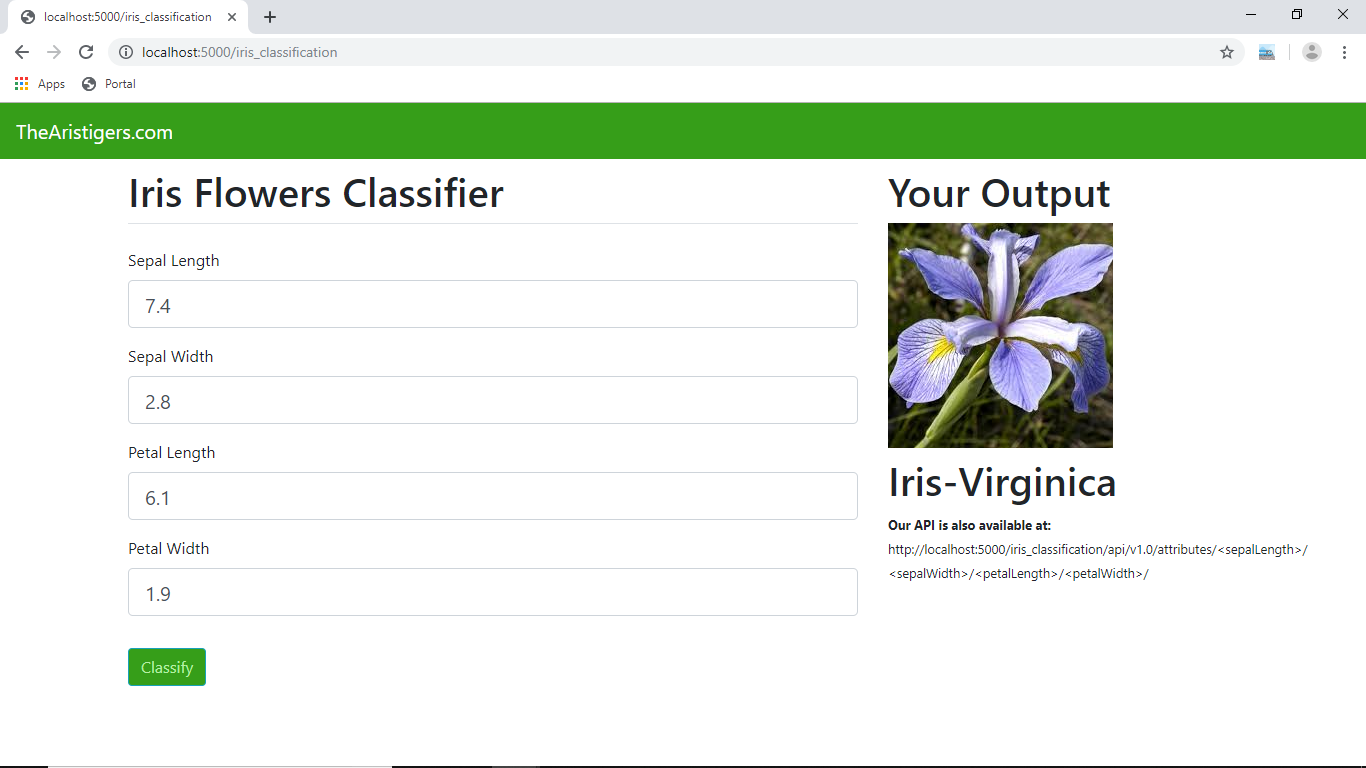 localhost:5000/iris_classification
localhost:5000/iris_classification
Apps
Portal
TheAristigers.com
Iris Flowers Classifier
Sepal Length
7.4
Sepal Width
2.8
Petal Length
6.1
Petal Width
1.9
Classify
Your Output
Iris-Virginica
Our API is also available at:
http://localhost:5000/iris_classification/api/v1.0/attributes/<sepalLength>/
<sepalWidth>/<petalLength>/<petalWidth>/